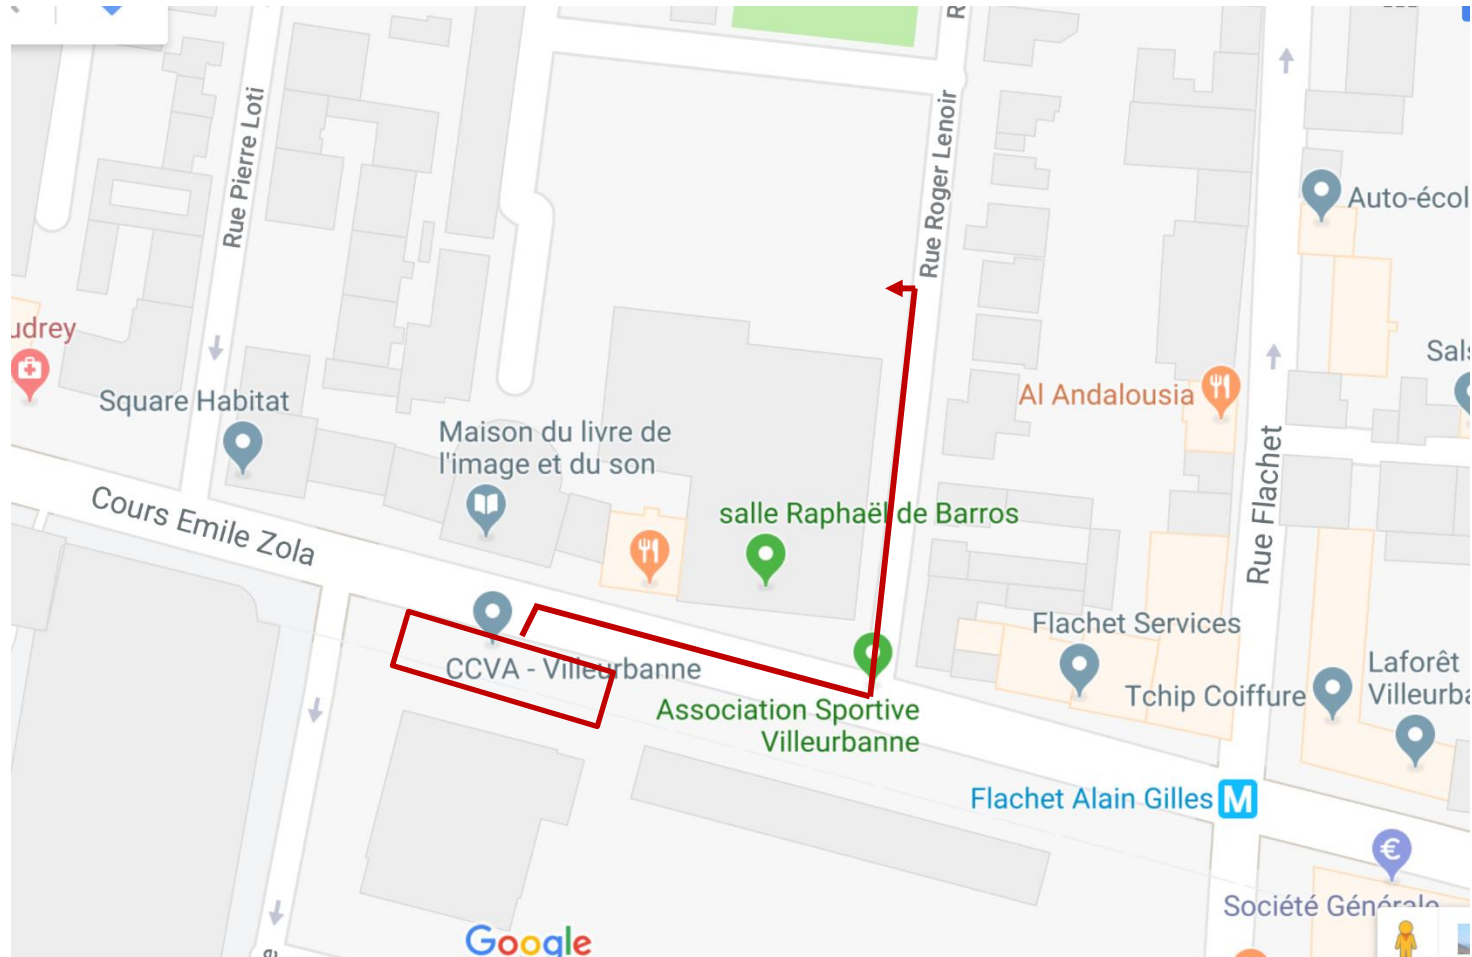 Rue Pierre Loti
Rue Roger Lenoir
Auto-écol
udrey
Square Habitat
Maison du livre de
l'image et du son
Al Andalousia
Cours Emile Zola
salle Raphaël de Barros
Rue Flachet
Flachet Services
CCVA - Villeurbanne
Tchip Coiffure
Laforêt
Villeurba
Association Sportive
Villeurbanne
Flachet Alain Gilles M
€
Société Générale
Google